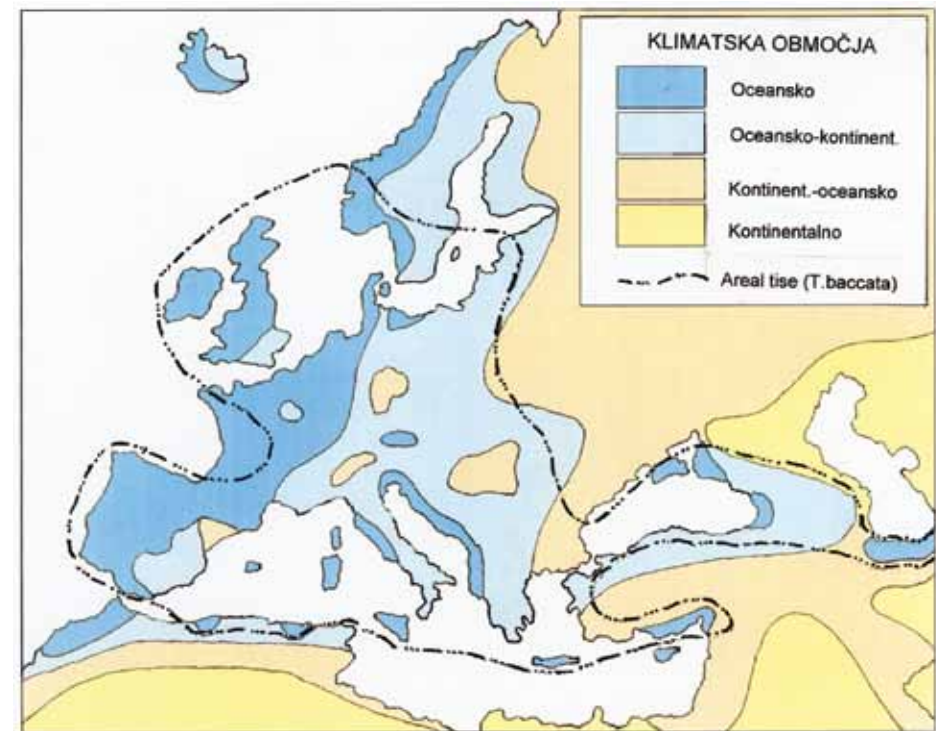 KLIMATSKA OBMOČJA
Oceansko
Oceansko-kontinent.
Kontinent.-oceansko
Kontinentalno
Areal tise (T.baccata)